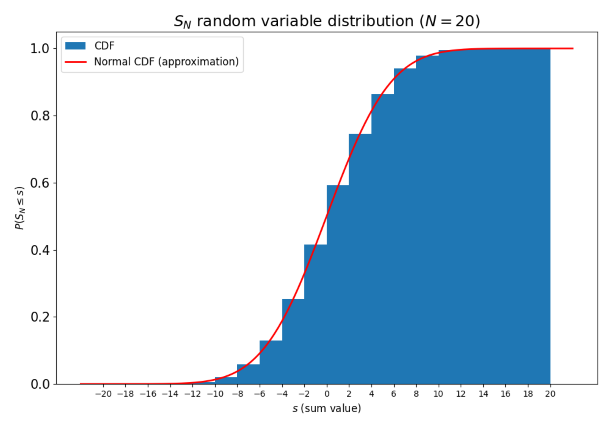 S_N random variable distribution (N = 20)
CDF
Normal CDF (approximation)
P(S_N ≤ s)
1.0
0.8
0.6
0.4
0.2
0.0
−20 −18 −16 −14 −12 −10 −8 −6 −4 −2 0 2 4 6 8 10 12 14 16 18 20
s (sum value)